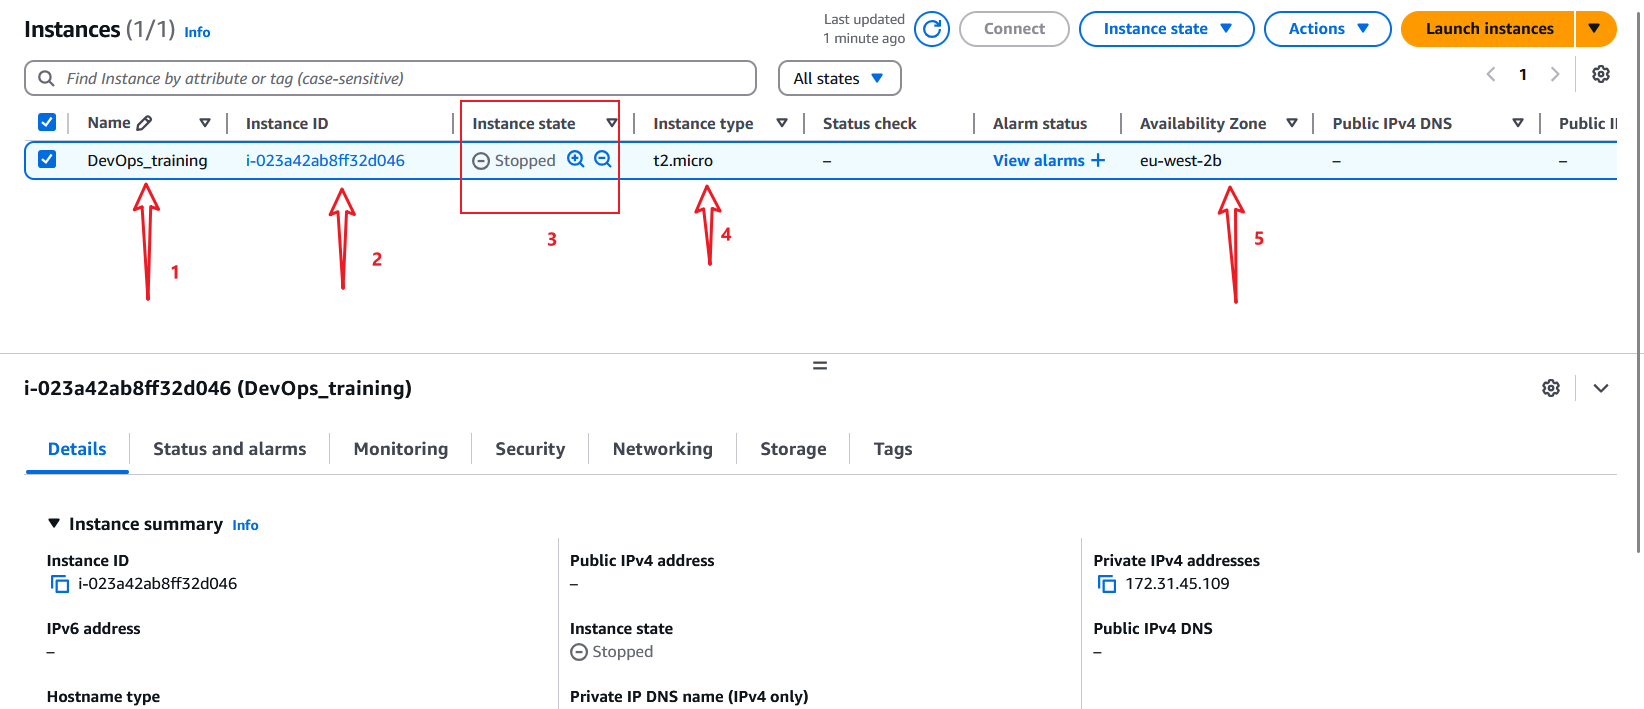 Instances (1/1) Info
Last updated
1 minute ago
Connect
Instance state
Actions
Launch instances
Find Instance by attribute or tag (case-sensitive)
All states
1
Name Instance ID Instance state Instance type Status check Alarm status Availability Zone Public IPv4 DNS
DevOps_training i-023a42ab8ff32d046 Stopped t2.micro – View alarms + eu-west-2b – –
1
2
3
4
5
i-023a42ab8ff32d046 (DevOps_training)
Details Status and alarms Monitoring Security Networking Storage Tags
Instance summary Info
Instance ID
i-023a42ab8ff32d046
Public IPv4 address
–
Private IPv4 addresses
172.31.45.109
IPv6 address
–
Instance state
Stopped
Public IPv4 DNS
–
Hostname type
Private IP DNS name (IPv4 only)